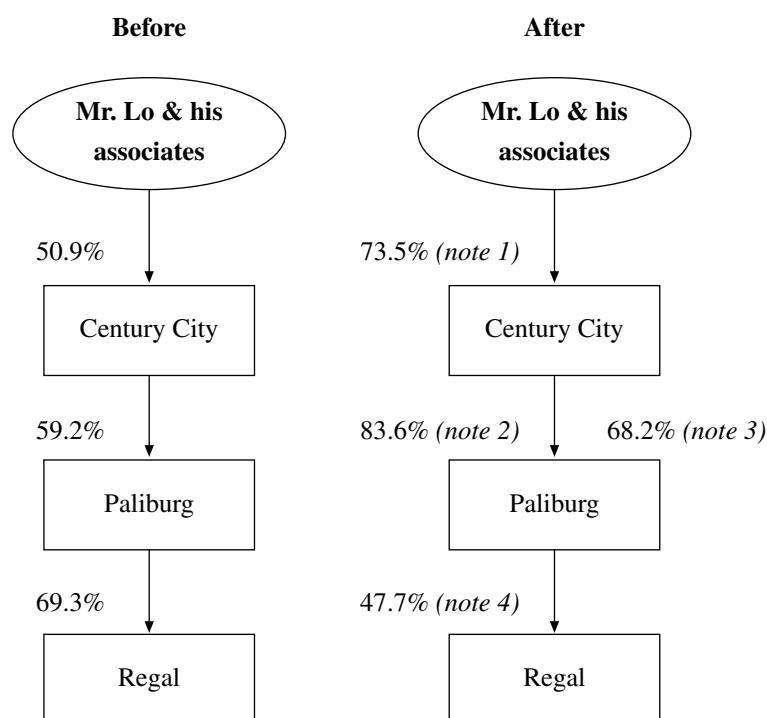 Before
After
Mr. Lo & his
associates
Mr. Lo & his
associates
50.9%
73.5% (note 1)
Century City
Century City
59.2%
83.6% (note 2)
68.2% (note 3)
Paliburg
Paliburg
69.3%
47.7% (note 4)
Regal
Regal